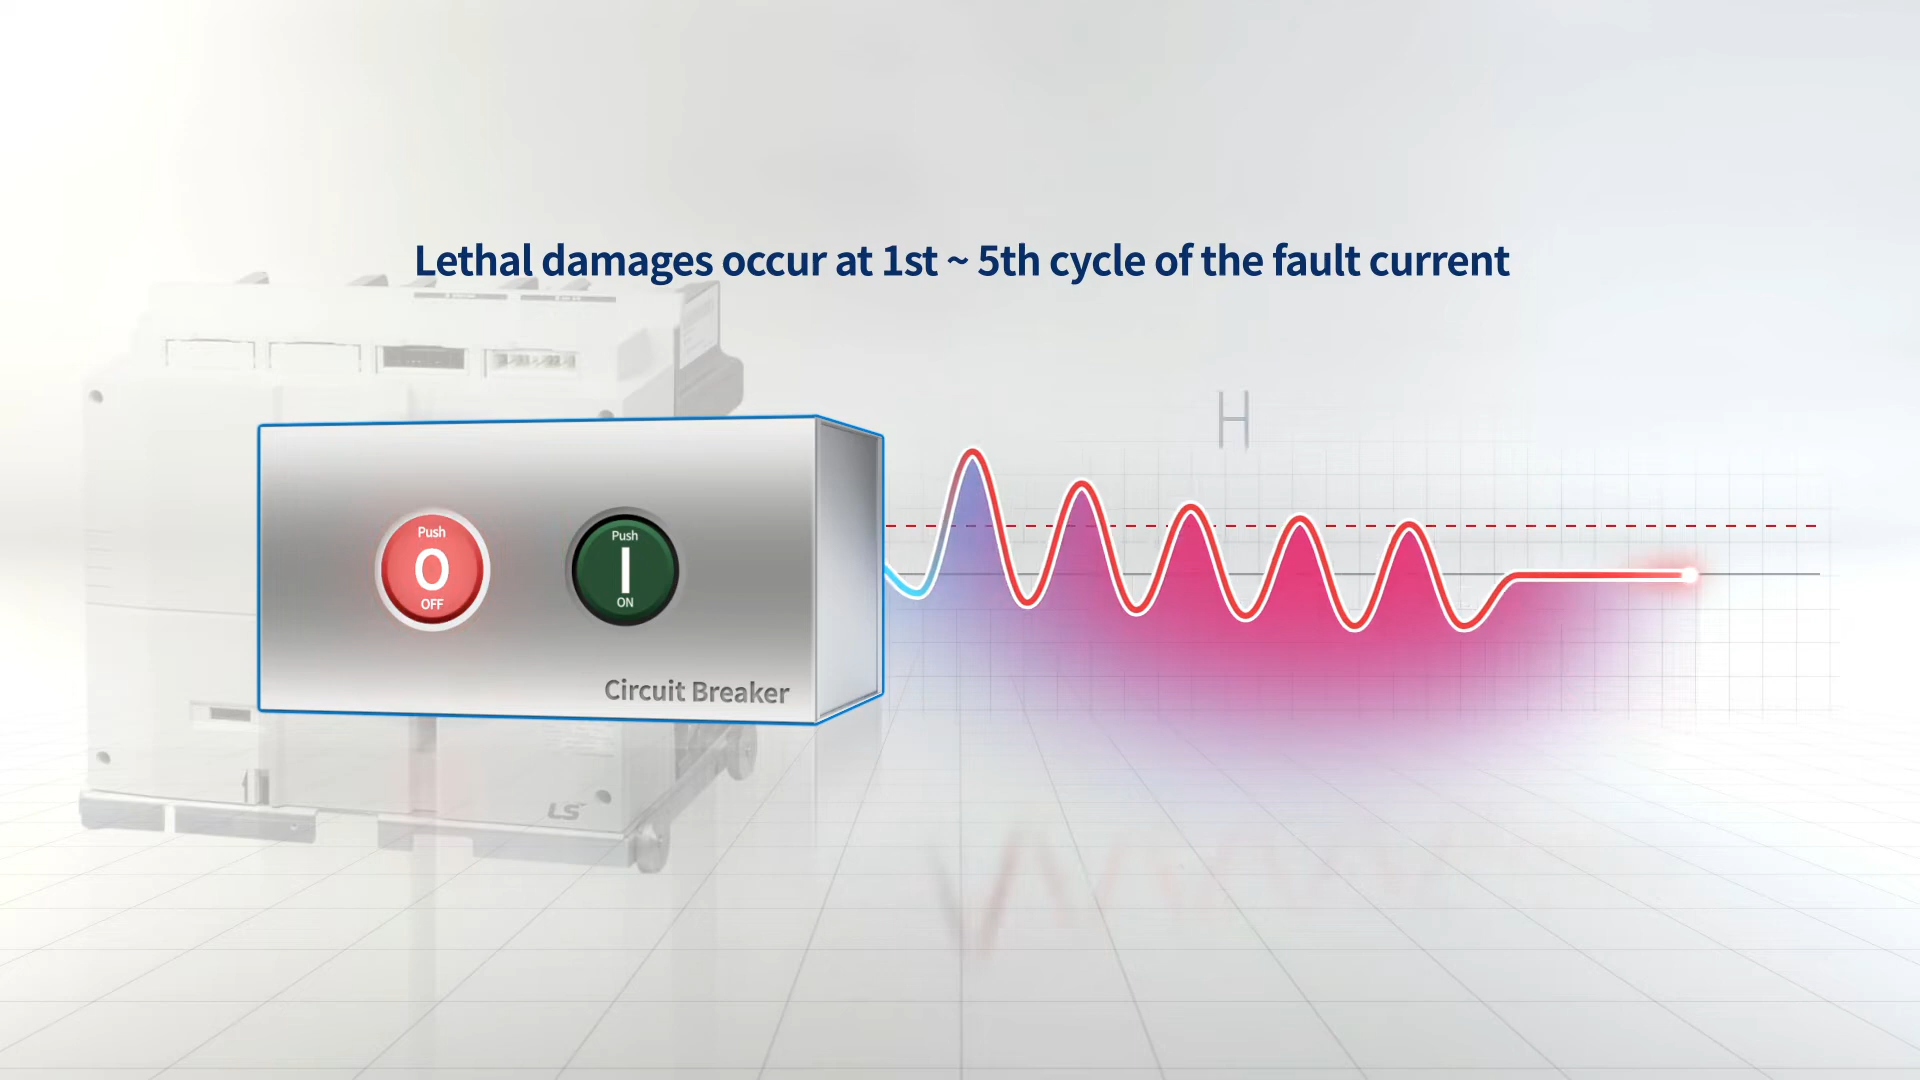 Lethal damages occur at 1st ~ 5th cycle of the fault current
H
Push
O
OFF
Push
I
ON
Circuit Breaker
LS